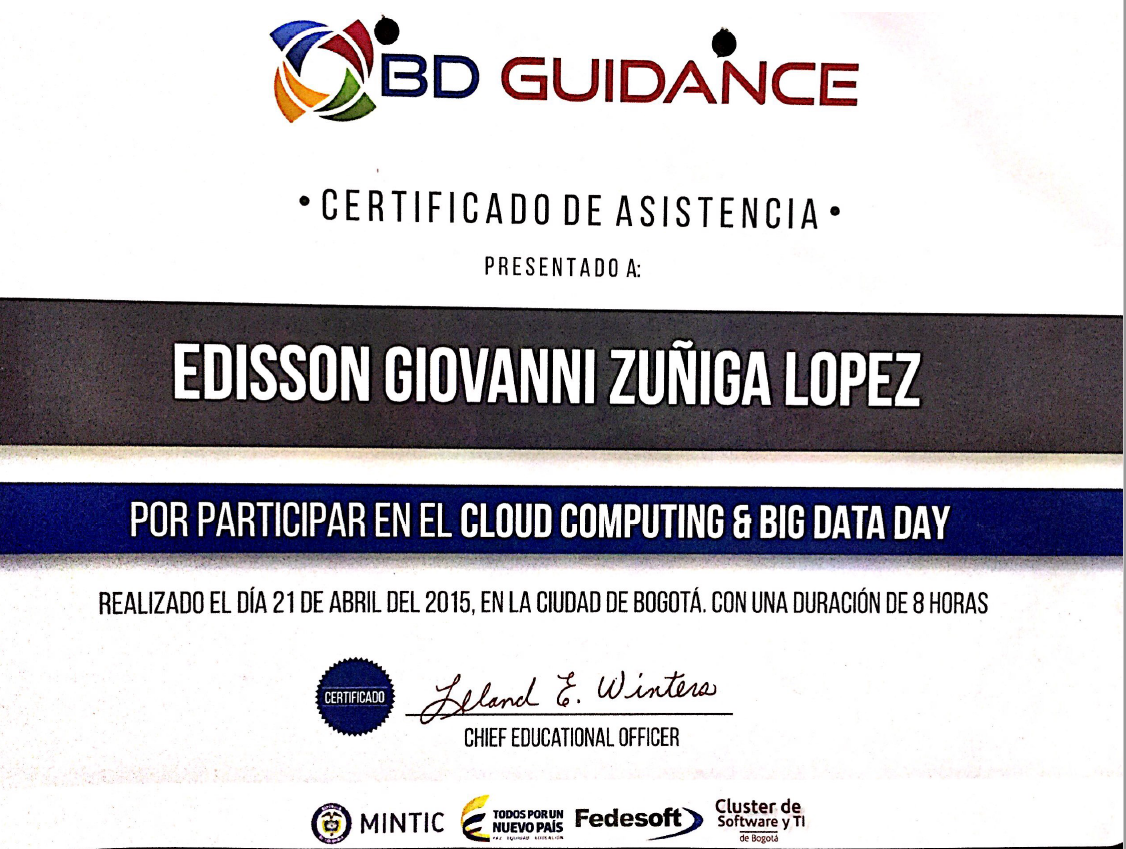 BD GUIDANCE
• CERTIFICADO DE ASISTENCIA •
PRESENTADO A:
EDISSON GIOVANNI ZUÑIGA LOPEZ
POR PARTICIPAR EN EL CLOUD COMPUTING & BIG DATA DAY
REALIZADO EL DÍA 21 DE ABRIL DEL 2015, EN LA CIUDAD DE BOGOTÁ. CON UNA DURACIÓN DE 8 HORAS
CERTIFICADO
Leland E. Winters
CHIEF EDUCATIONAL OFFICER
MINTIC
TODOS POR UN
NUEVO PAÍS
PAZ EQUIDAD EDUCACIÓN
Fedesoft
Cluster de
Software y TI
de Bogotá